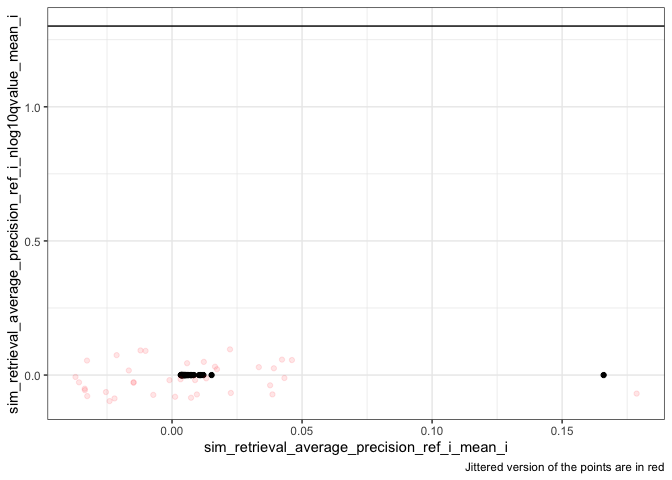 sim_retrieval_average_precision_ref_i_nlog10qvalue_mean_i
1.0
0.5
0.0
0.00
0.05
0.10
0.15
sim_retrieval_average_precision_ref_i_mean_i
Jittered version of the points are in red